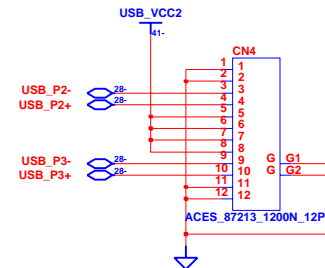 USB_VCC2
41-
CN4
1 1
2 2
USB_P2- 28- 3 3
USB_P2+ 28- 4 4
5 5
6 6
7 7
8 8
USB_P3- 28- 9 9 G G1
USB_P3+ 28- 10 10 G G2
11 11
12 12
ACES_87213_1200N_12P